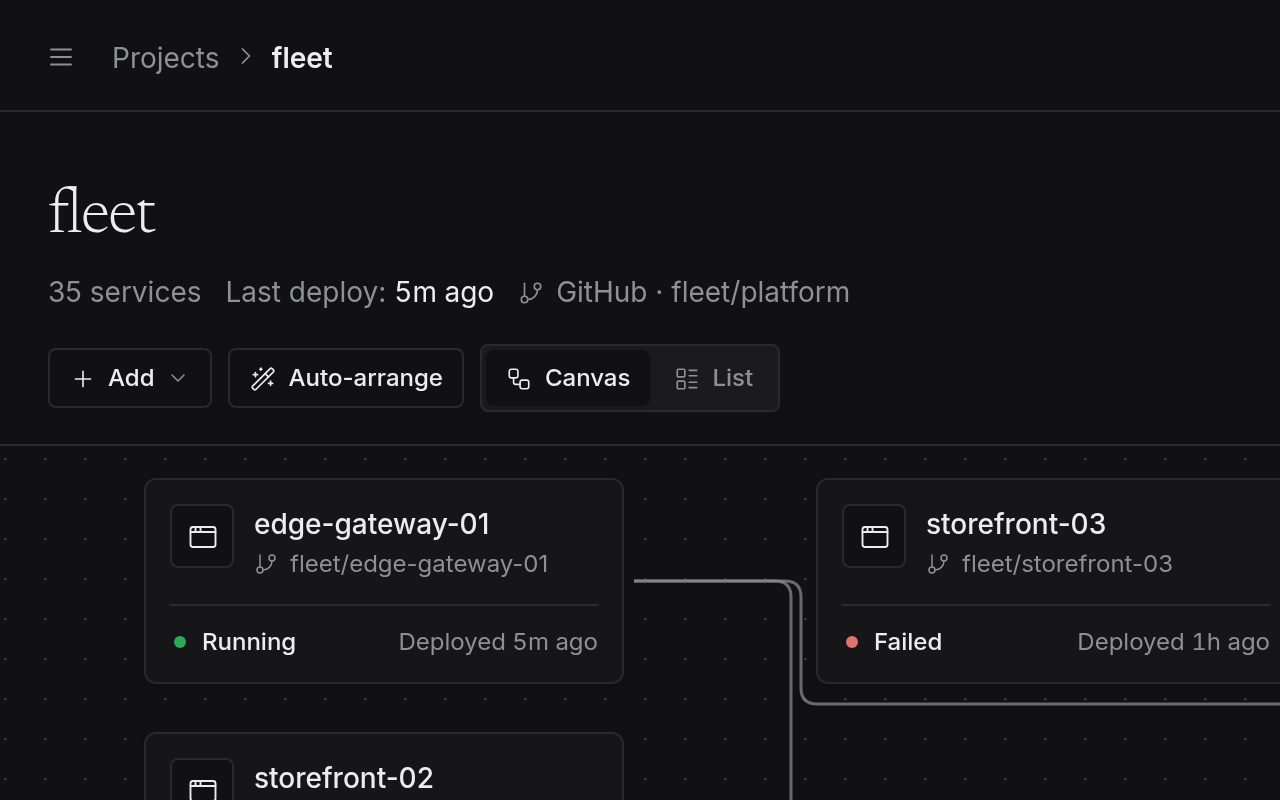 Projects > fleet
fleet
35 services Last deploy: 5m ago GitHub · fleet/platform
Add Auto-arrange Canvas List
edge-gateway-01
fleet/edge-gateway-01
Running Deployed 5m ago
storefront-03
fleet/storefront-03
Failed Deployed 1h ago
storefront-02